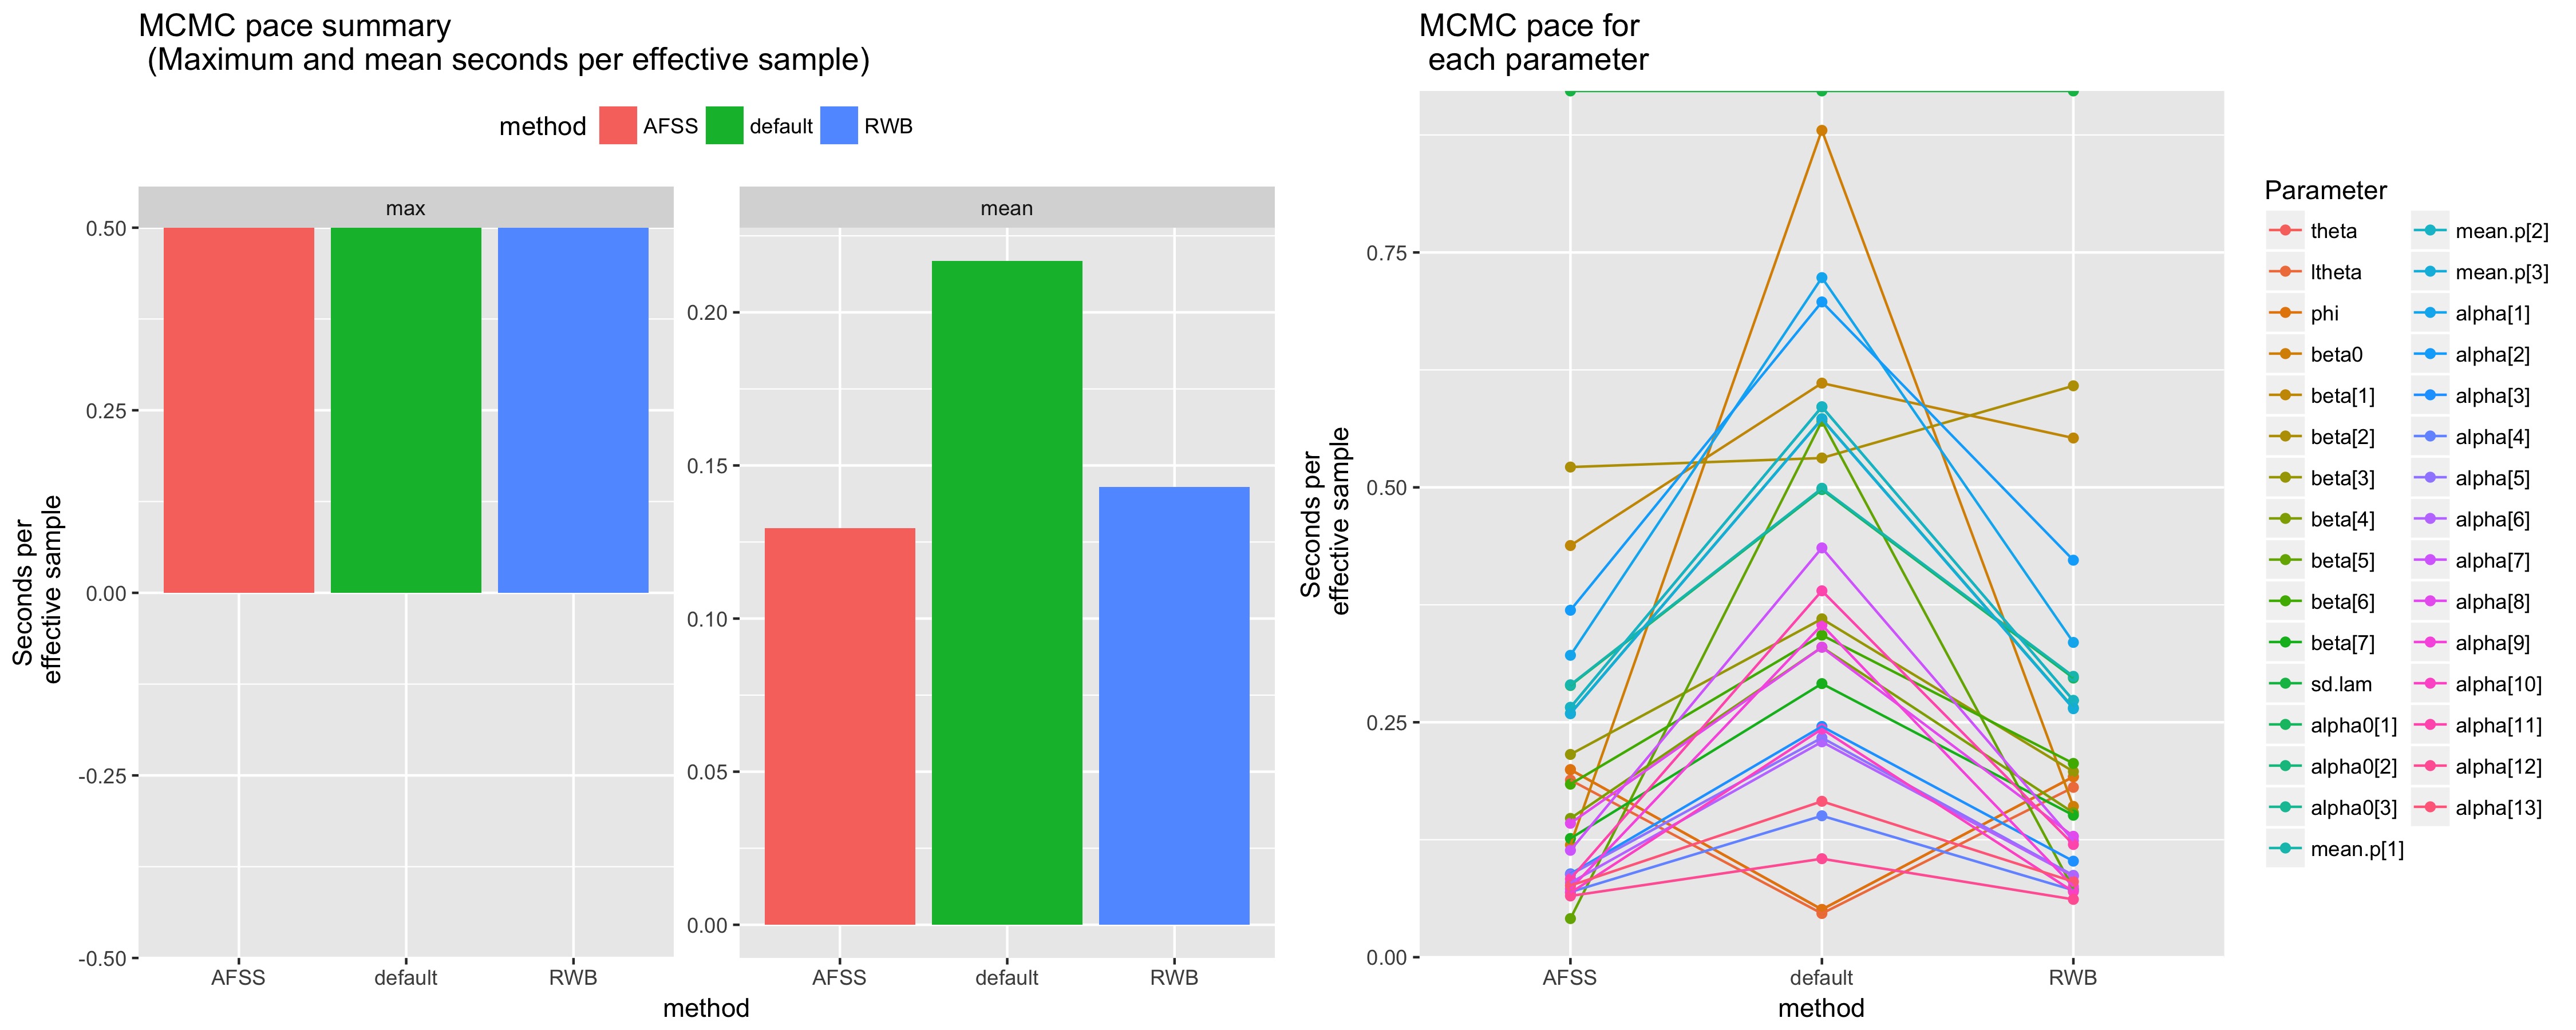 MCMC pace summary
(Maximum and mean seconds per effective sample)
method AFSS default RWB
max
mean
Seconds per
effective sample
0.50
0.25
0.00
-0.25
-0.50
AFSS default RWB
0.20
0.15
0.10
0.05
0.00
AFSS default RWB
method
MCMC pace for
each parameter
Seconds per
effective sample
0.75
0.50
0.25
0.00
AFSS default RWB
method
Parameter
theta
ltheta
phi
beta0
beta[1]
beta[2]
beta[3]
beta[4]
beta[5]
beta[6]
beta[7]
sd.lam
alpha0[1]
alpha0[2]
alpha0[3]
mean.p[1]
mean.p[2]
mean.p[3]
alpha[1]
alpha[2]
alpha[3]
alpha[4]
alpha[5]
alpha[6]
alpha[7]
alpha[8]
alpha[9]
alpha[10]
alpha[11]
alpha[12]
alpha[13]